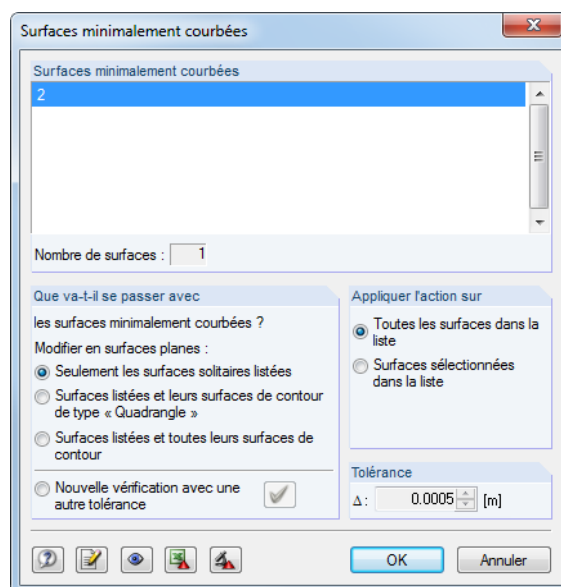 Surfaces minimalement courbées
Surfaces minimalement courbées
2
Nombre de surfaces : 1
Que va-t-il se passer avec
les surfaces minimalement courbées ?
Modifier en surfaces planes :
Seulement les surfaces solitaires listées
Surfaces listées et leurs surfaces de contour
de type « Quadrangle »
Surfaces listées et toutes leurs surfaces de
contour
Nouvelle vérification avec une
autre tolérance
Appliquer l'action sur
Toutes les surfaces dans la
liste
Surfaces sélectionnées
dans la liste
Tolérance
Δ : 0.0005 [m]
OK
Annuler